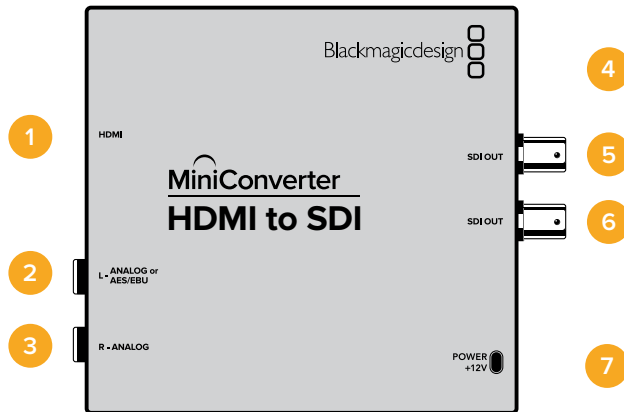 Blackmagicdesign
4
1
HDMI
SDI OUT
5
MiniConverter
HDMI to SDI
SDI OUT
6
2
L - ANALOG or
AES/EBU
3
R - ANALOG
POWER
+12V
7